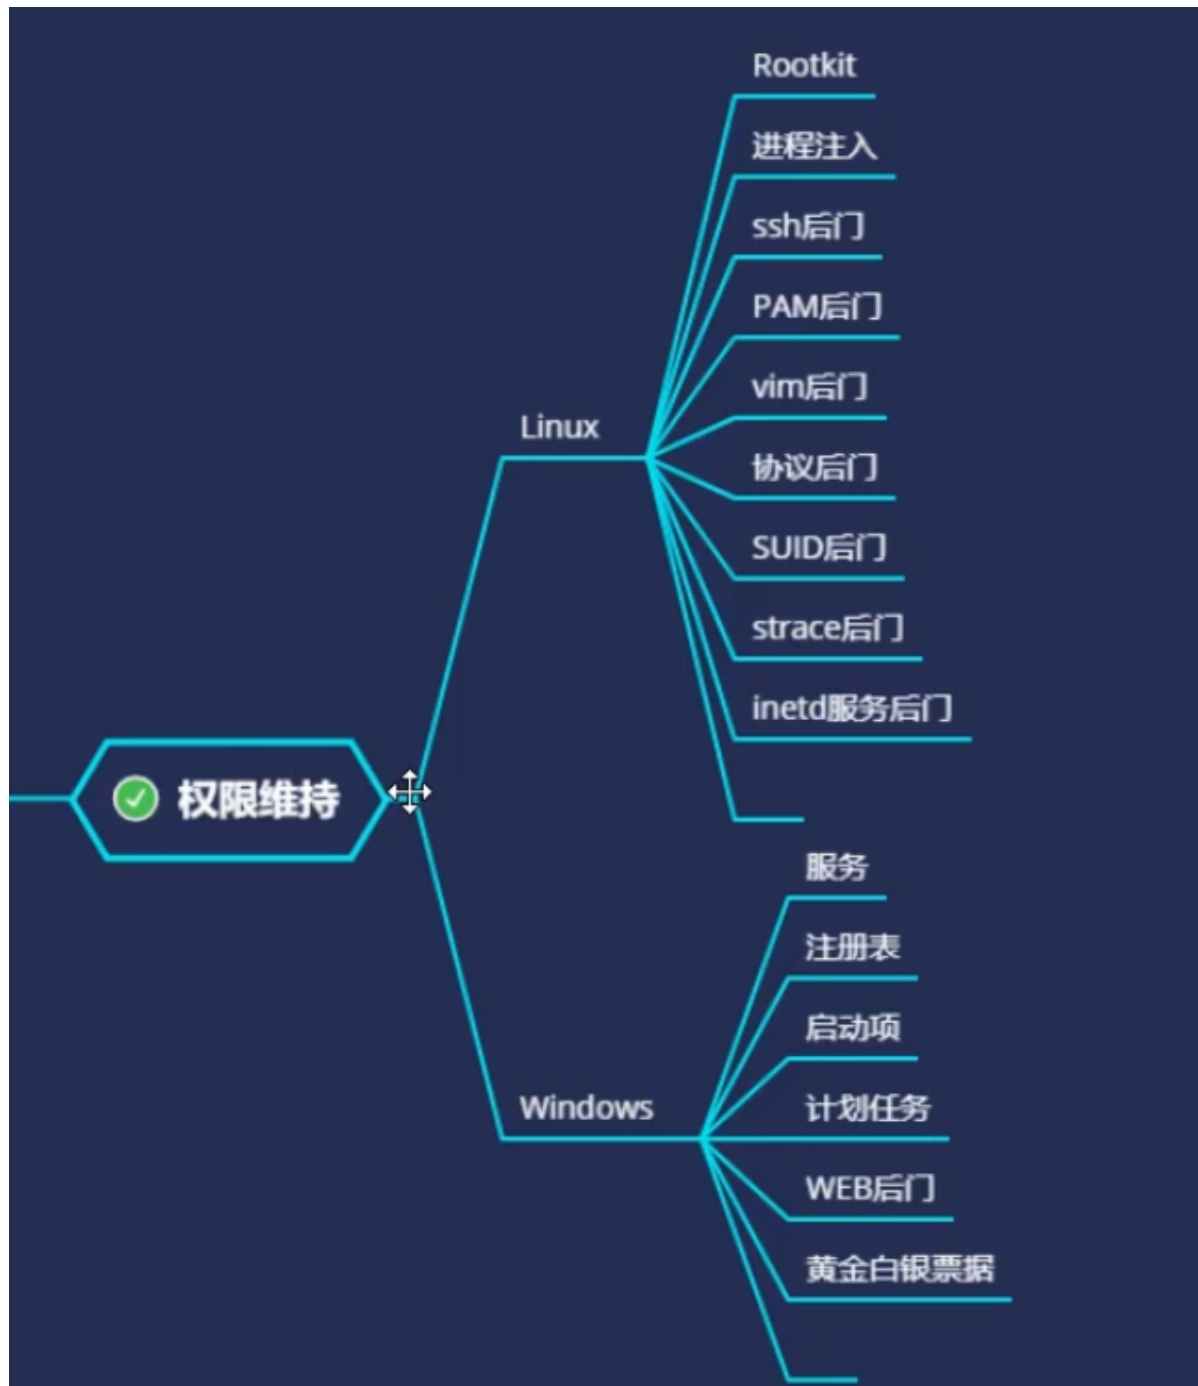 权限维持
Linux
Rootkit
进程注入
ssh后门
PAM后门
vim后门
协议后门
SUID后门
strace后门
inetd服务后门
Windows
服务
注册表
启动项
计划任务
WEB后门
黄金白银票据